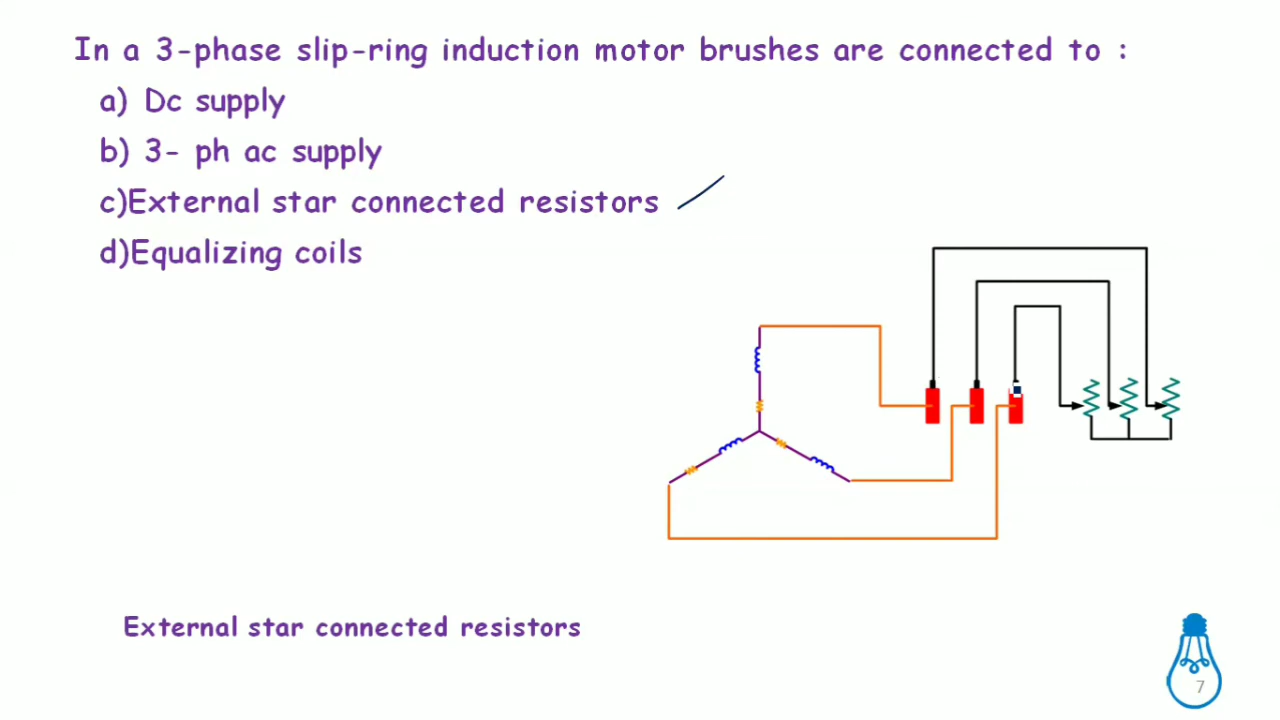 In a 3-phase slip-ring induction motor brushes are connected to :
a) Dc supply
b) 3- ph ac supply
c)External star connected resistors
d)Equalizing coils
External star connected resistors
7